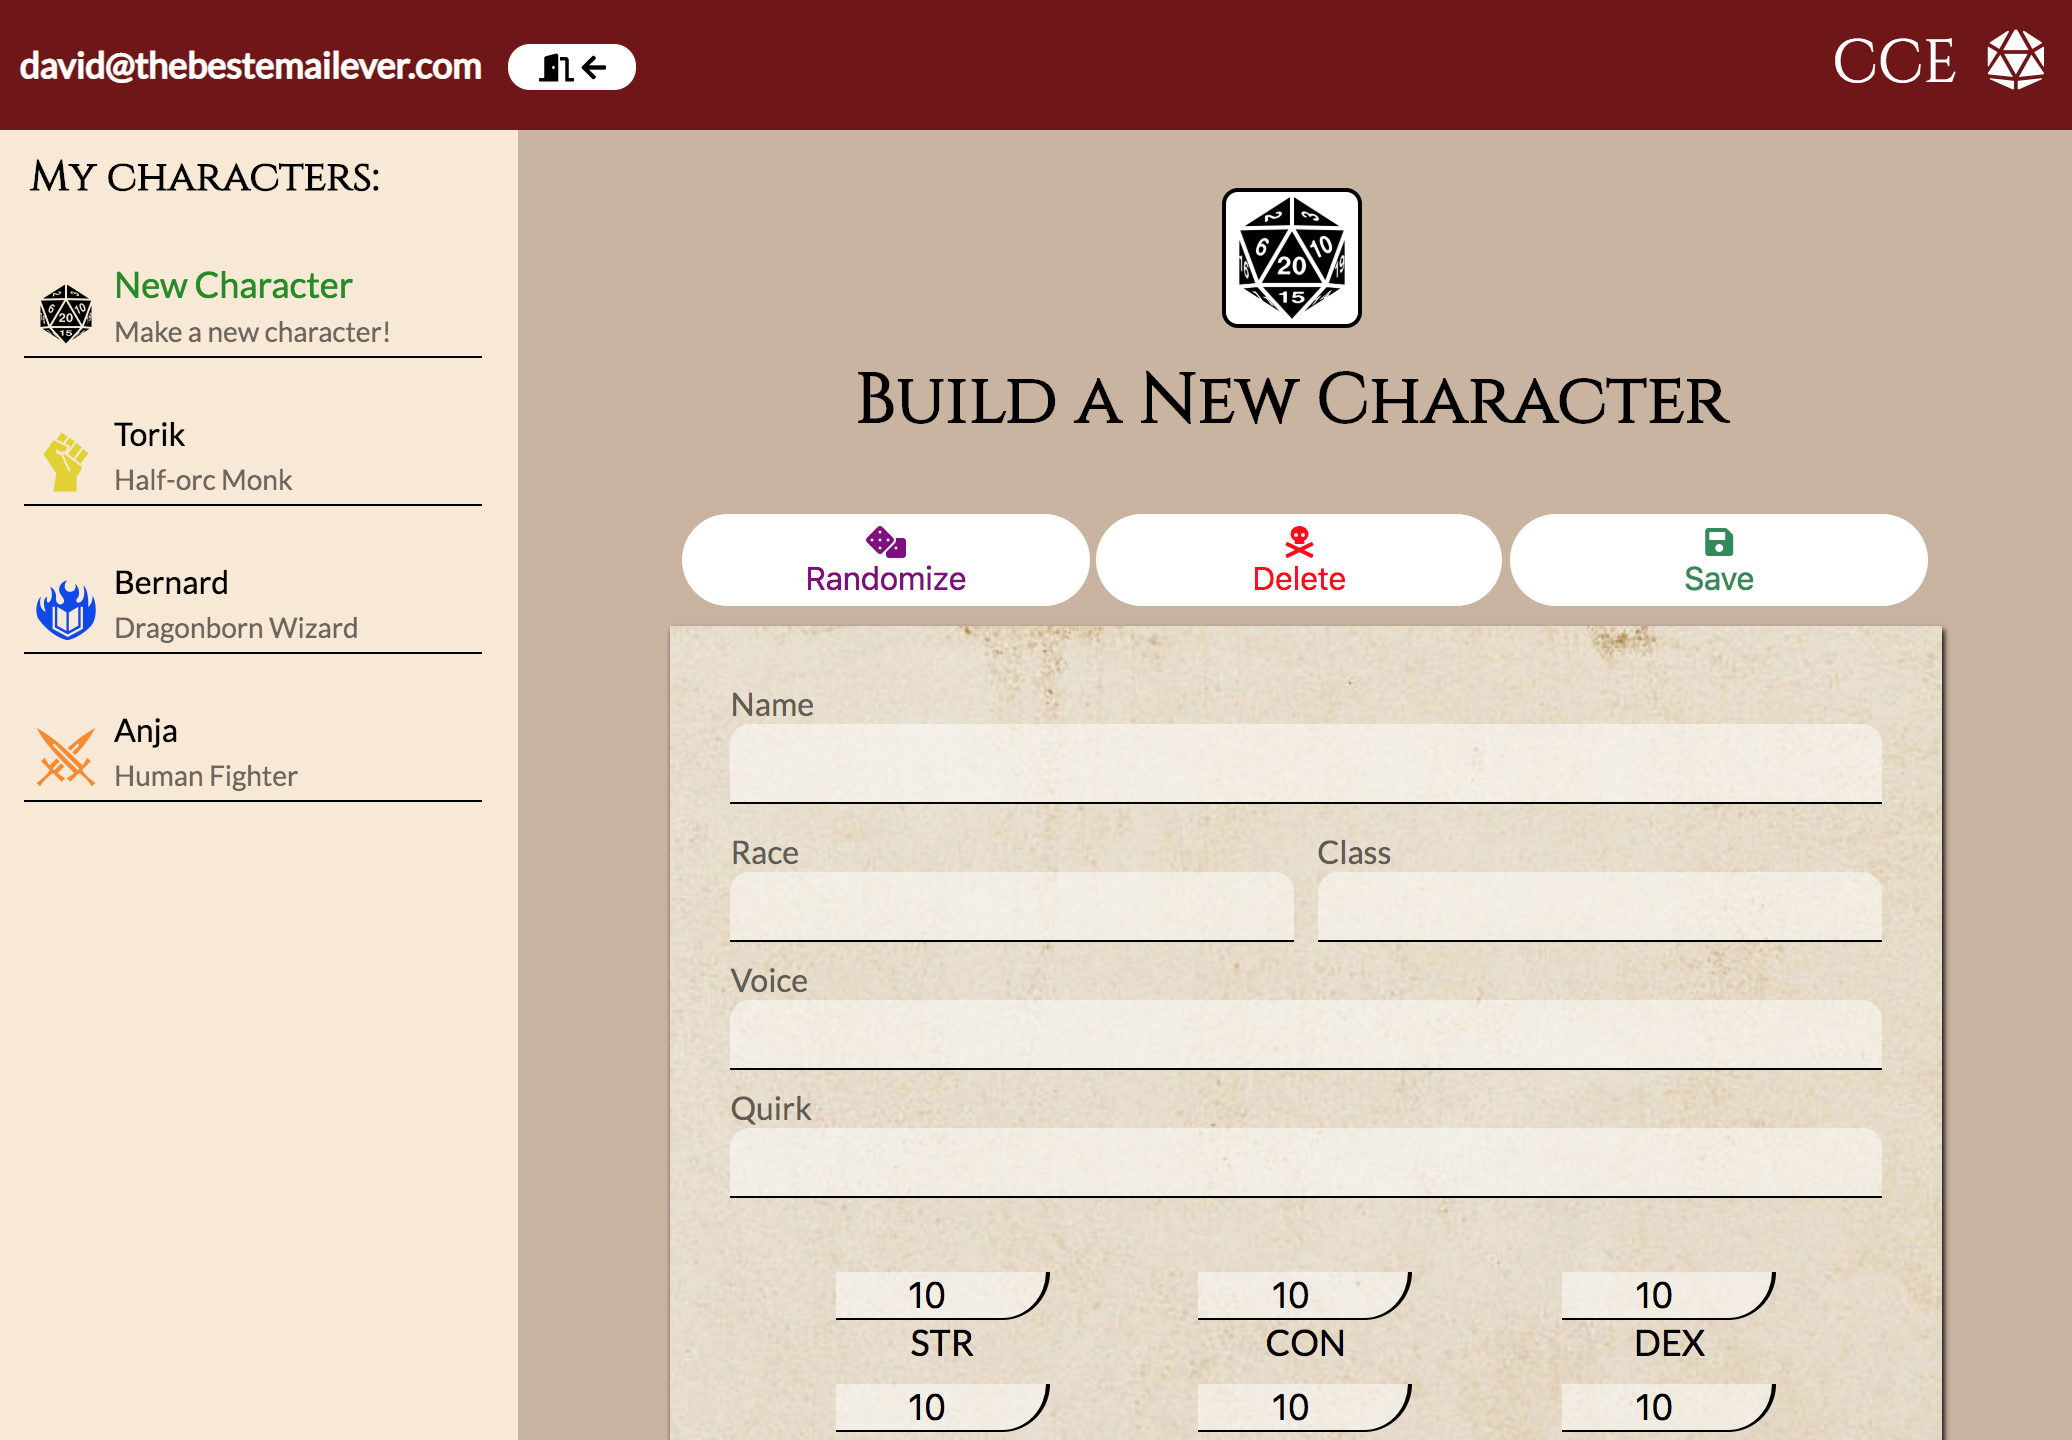 david@thebestemailever.com
CCE
My characters:
New Character
Make a new character!
Torik
Half-orc Monk
Bernard
Dragonborn Wizard
Anja
Human Fighter
Build a New Character
Randomize
Delete
Save
Name
Race
Class
Voice
Quirk
10
10
10
STR
CON
DEX
10
10
10